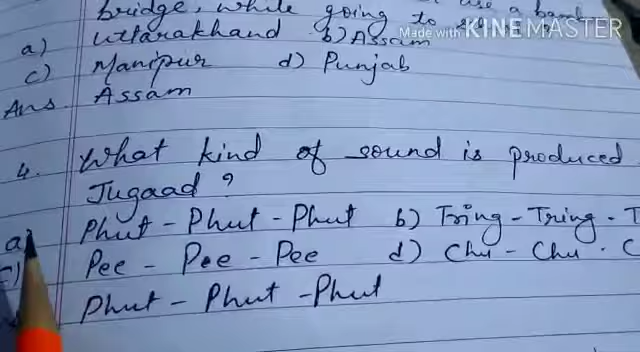 bridge, while going to
a bamb
Made with KINEMASTER
a) Uttarakhand b) Assam
c) Manipur d) Punjab
Ans. Assam
4. What kind of sound is produced
Jugaad ?
a) Phut - Phut - Phut b) Tring - Tring - T
c) Pee - Pee - Pee d) Chu - Chu - C
Phut - Phut - Phut